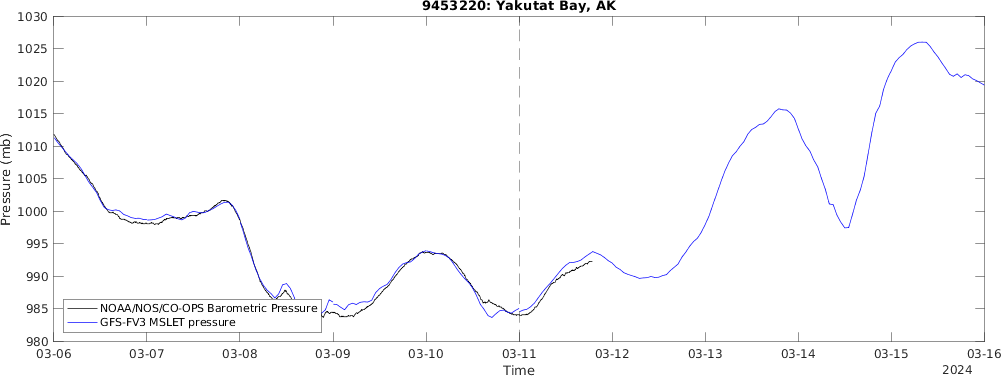 9453220: Yakutat Bay, AK
Pressure (mb)
1030
1025
1020
1015
1010
1005
1000
995
990
985
980
NOAA/NOS/CO-OPS Barometric Pressure
GFS-FV3 MSLET pressure
03-06 03-07 03-08 03-09 03-10 03-11 03-12 03-13 03-14 03-15 03-16
Time
2024